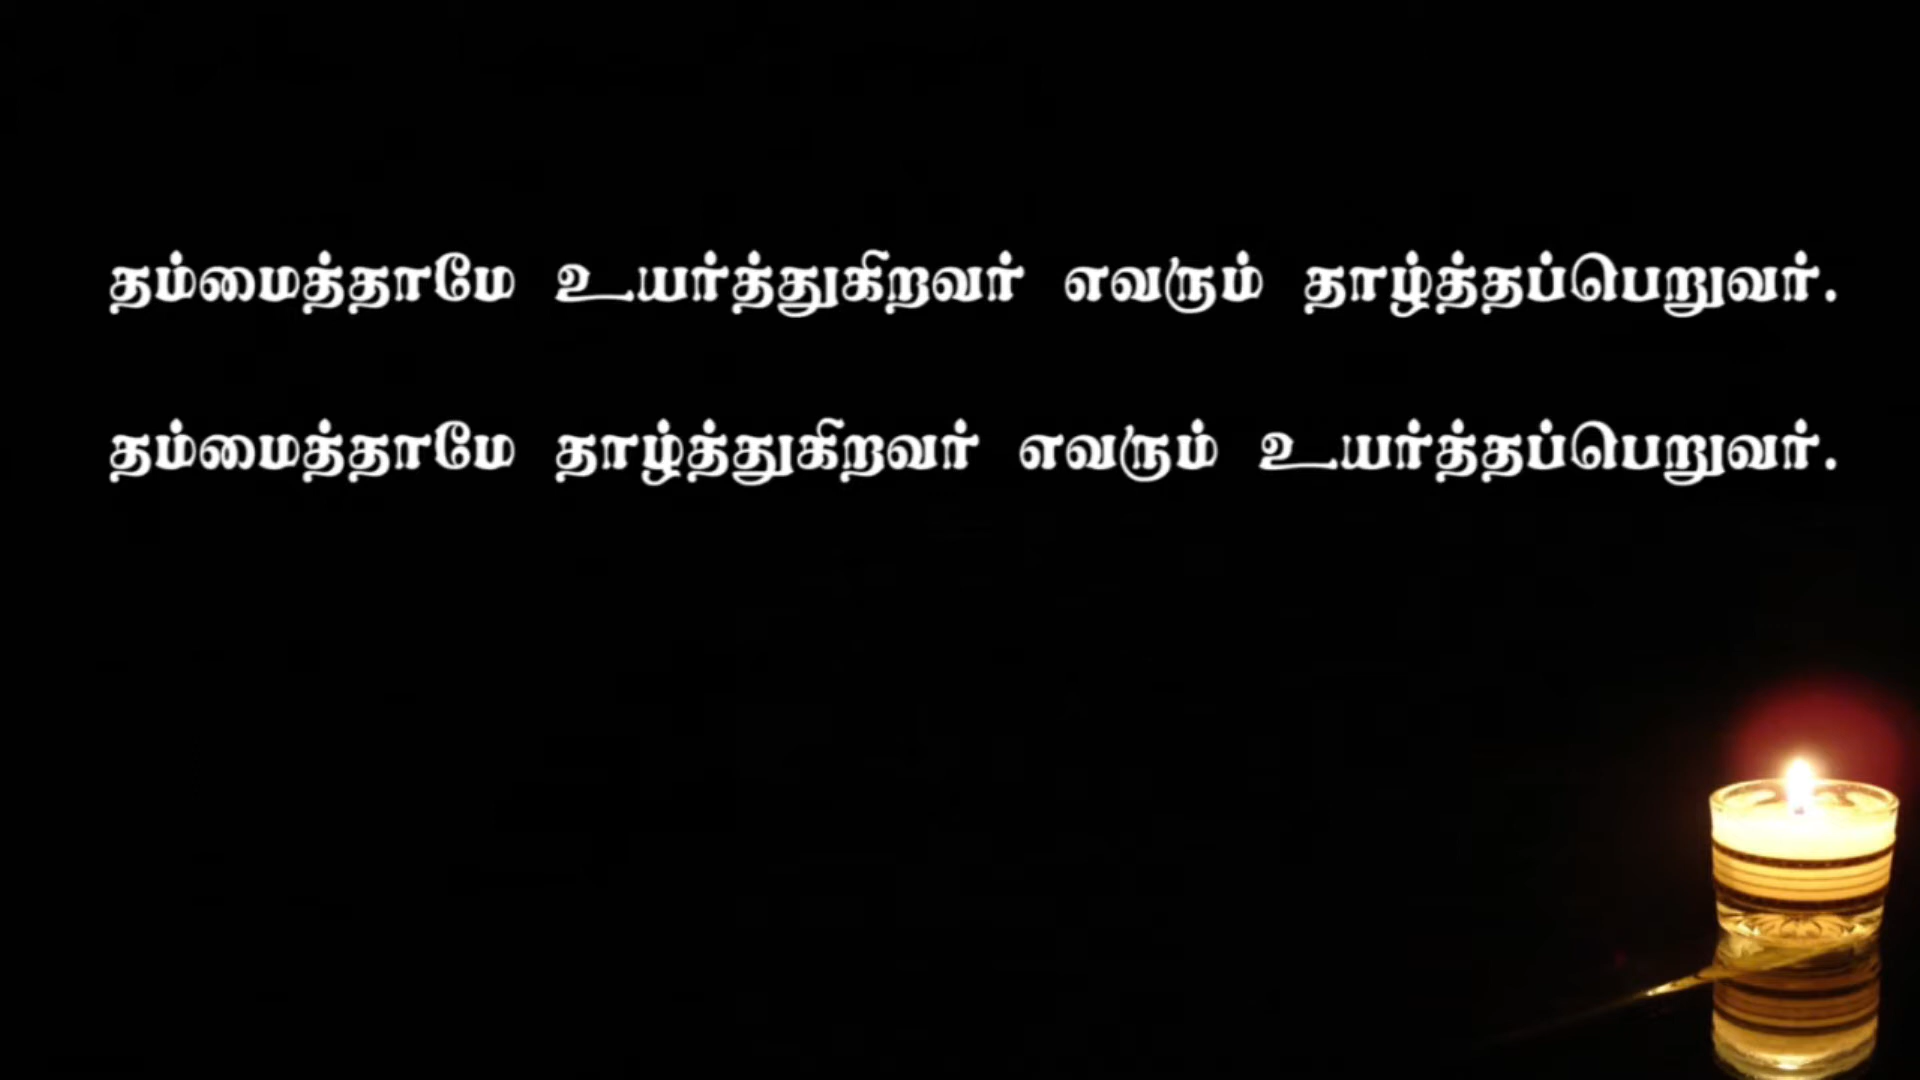 தம்மைத்தாமே உயர்த்துகிறவர் எவரும் தாழ்த்தப்பெறுவர்.
தம்மைத்தாமே தாழ்த்துகிறவர் எவரும் உயர்த்தப்பெறுவர்.